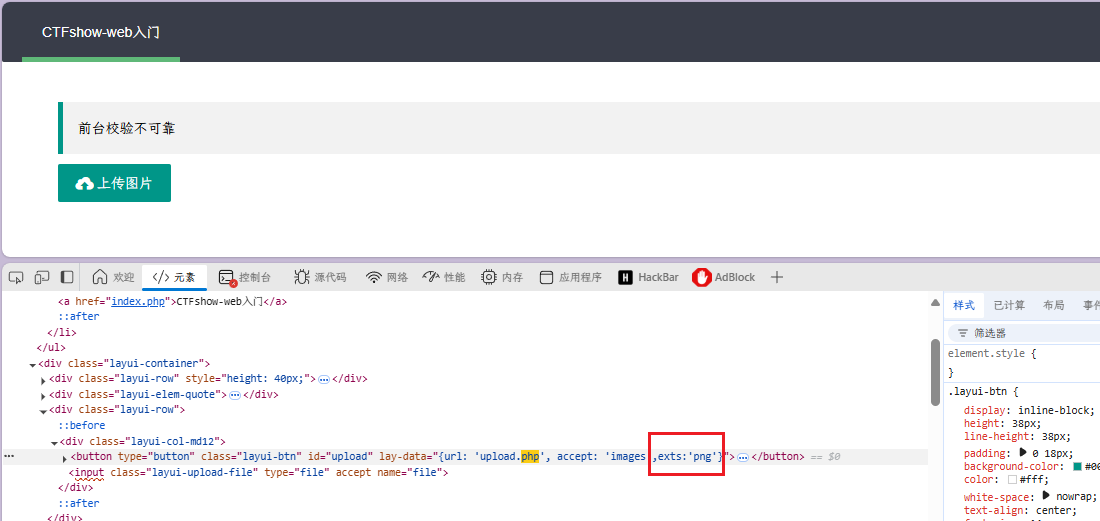 CTFshow-web入门
前台校验不可靠
上传图片
欢迎 </> 元素 控制台 源代码 网络 性能 内存 应用程序 H HackBar AdBlock
<a href="index.php">CTFshow-web入门</a>
::after
</li>
</ul>
<div class="layui-container">
<div class="layui-row" style="height: 40px;"></div>
<div class="layui-elem-quote"></div>
<div class="layui-row">
::before
<div class="layui-col-md12">
<button type="button" class="layui-btn" id="upload" lay-data="{url: 'upload.php', accept: 'images',exts:'png'}"></button> == $0
<input class="layui-upload-file" type="file" accept name="file">
</div>
::after
</div>
样式 已计算 布局
筛选器
element.style {
}
.layui-btn {
display: inline-block;
height: 38px;
line-height: 38px;
padding: 0 18px;
background-color: #00
color: #fff;
white-space: nowrap;
text-align: center;